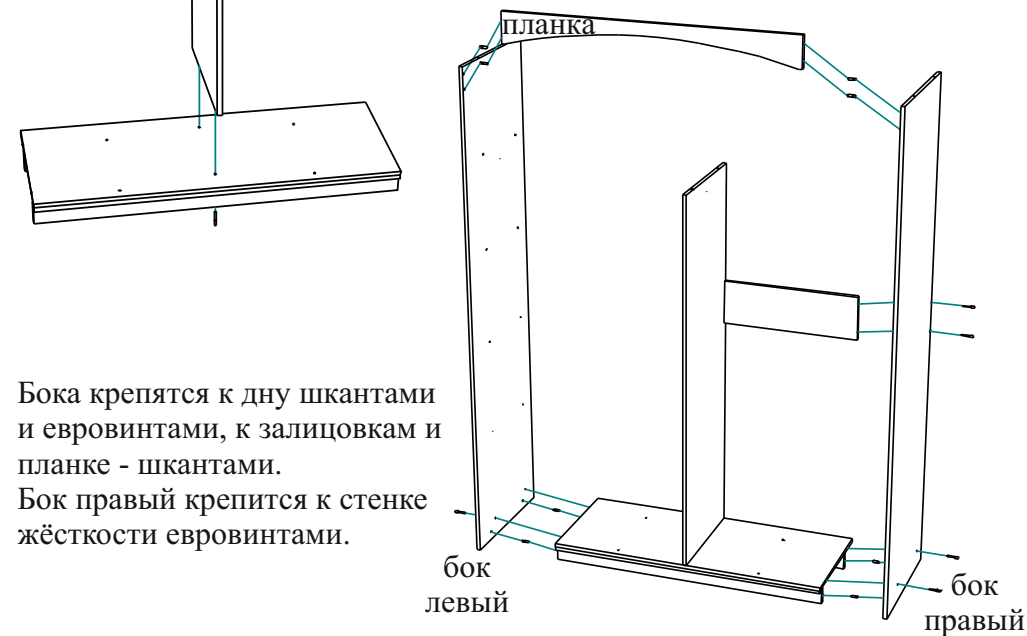 планка
Бока крепятся к дну шкантами
и евровинтами, к залицовкам и
планке - шкантами.
Бок правый крепится к стенке
жёсткости евровинтами.
бок
левый
бок
правый